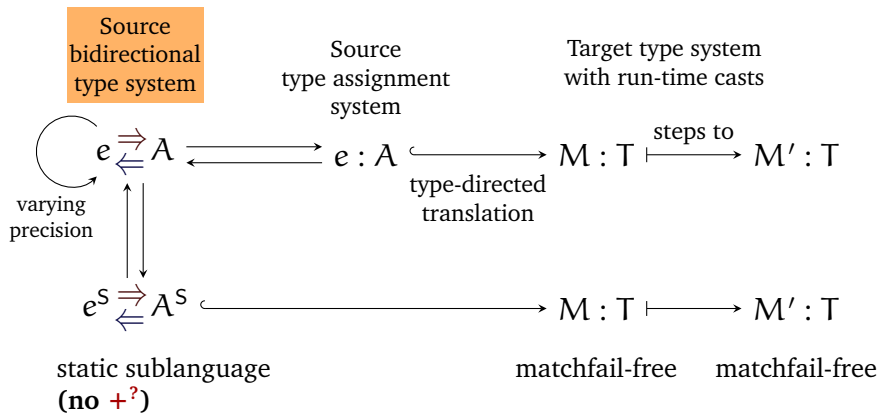 Source
bidirectional
type system
Source
type assignment
system
Target type system
with run-time casts
e ⇒ ⇐ A
e : A
M : T
steps to
M′ : T
varying
precision
type-directed
translation
eˢ ⇒ ⇐ Aˢ
M : T
M′ : T
static sublanguage
(no +?)
matchfail-free
matchfail-free